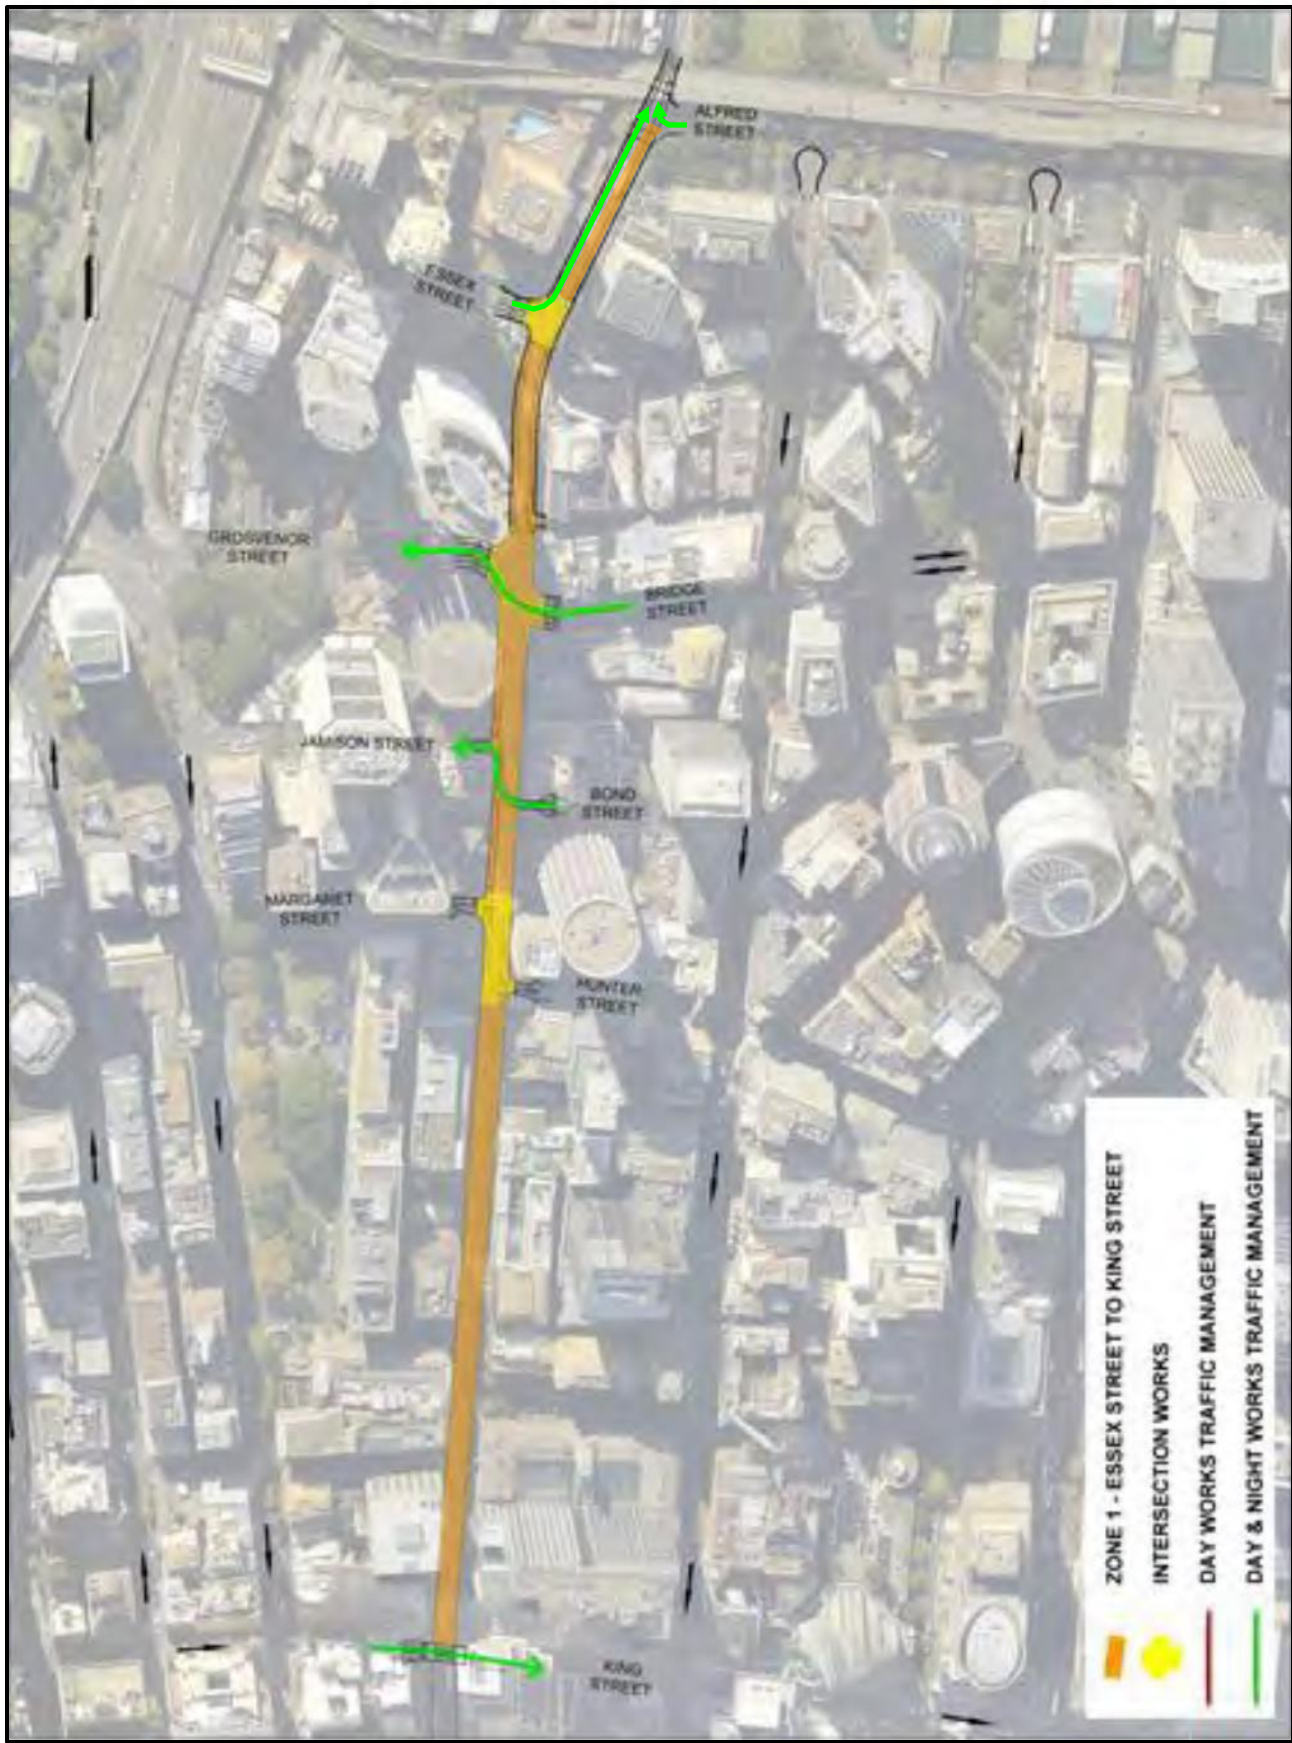 ALFRED
STREET
ESSEX
STREET
GROSVENOR
STREET
BRIDGE
STREET
JAMISON STREET
BOND
STREET
MARGARET
STREET
HUNTER
STREET
KING
STREET
ZONE 1 - ESSEX STREET TO KING STREET
INTERSECTION WORKS
DAY WORKS TRAFFIC MANAGEMENT
DAY & NIGHT WORKS TRAFFIC MANAGEMENT